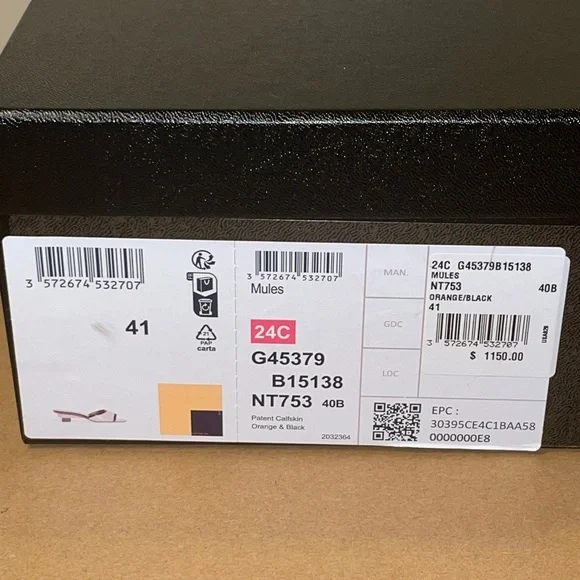 3 572674 532707
41
21
PAP
carta
3 572674 532707
Mules
24C
G45379
B15138
NT753 40B
Patent Calfskin
Orange & Black
2032364
MAN.
GDC
LOC
EPC :
30395CE4C1BAA58
0000000E8
24C G45379B15138
MULES
NT753 40B
ORANGE/BLACK
41
3 572674 532707
$ 1150.00